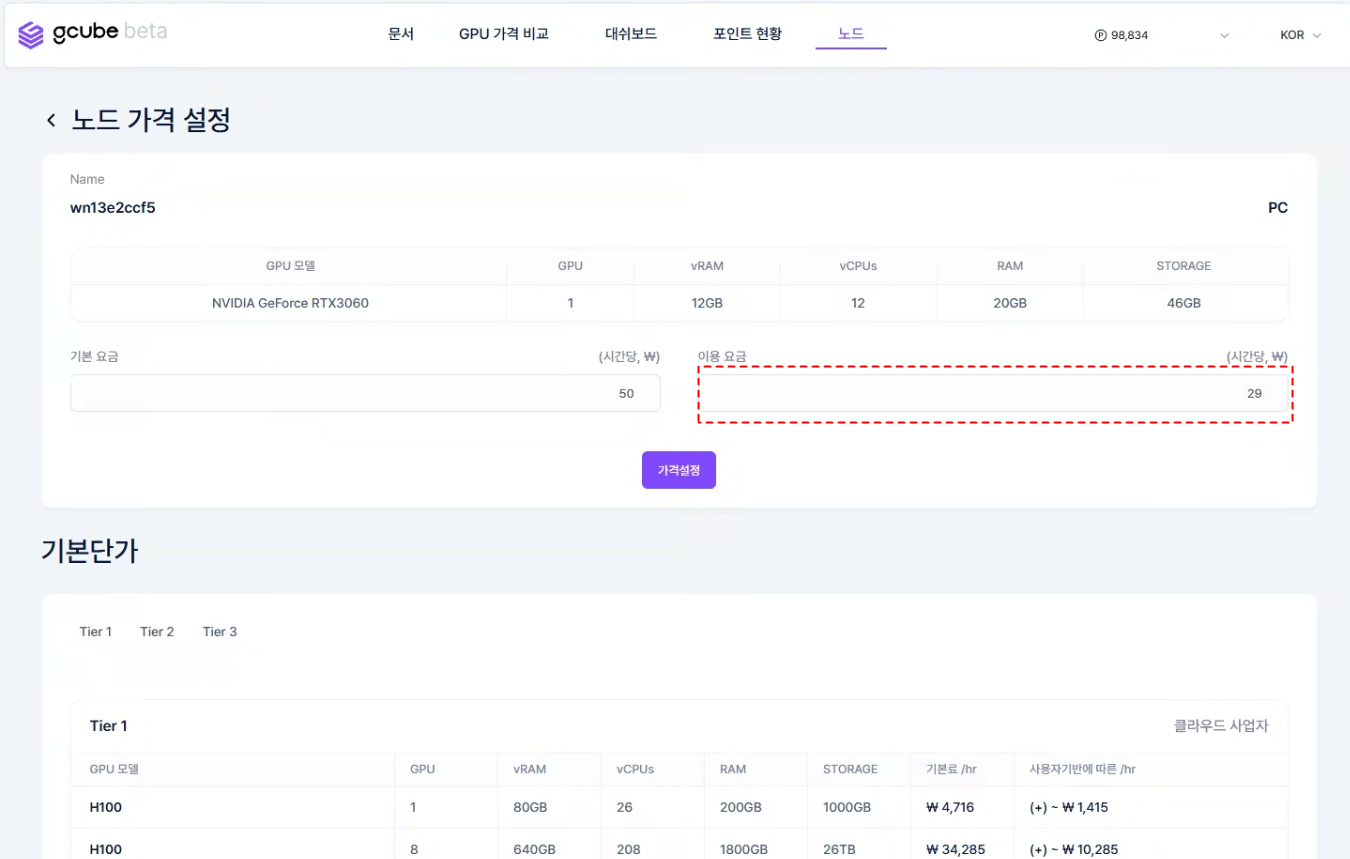 gcube beta 문서 GPU 가격 비교 대쉬보드 포인트 현황 노드 Ⓟ 98,834 KOR
노드 가격 설정
Name
wn13e2ccf5 PC
GPU 모델 GPU vRAM vCPUs RAM STORAGE
NVIDIA GeForce RTX3060 1 12GB 12 20GB 46GB
기본 요금 (시간당, ₩) 이용 요금 (시간당, ₩)
50 29
가격설정
기본단가
Tier 1 Tier 2 Tier 3
Tier 1 클라우드 사업자
GPU 모델 GPU vRAM vCPUs RAM STORAGE 기본료 /hr 사용자기반에 따른 /hr
H100 1 80GB 26 200GB 1000GB ₩ 4,716 (+) ~ ₩ 1,415
H100 8 640GB 208 1800GB 26TB ₩ 34,285 (+) ~ ₩ 10,285